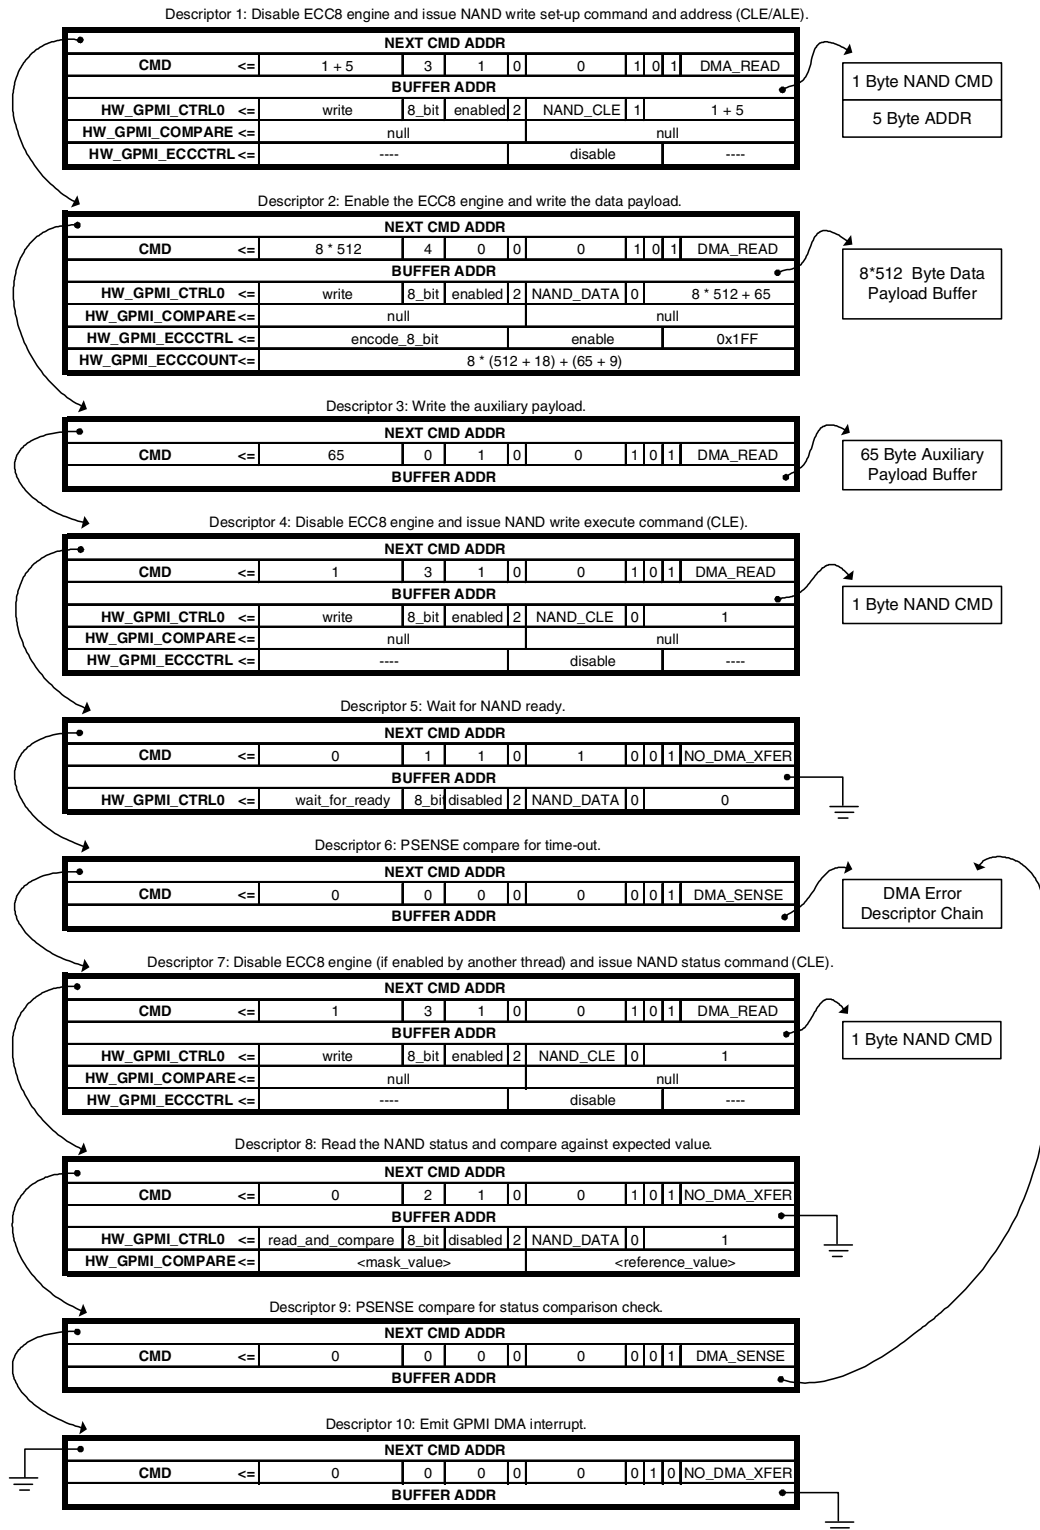 Descriptor 1: Disable ECC8 engine and issue NAND write set-up command and address (CLE/ALE).
NEXT CMD ADDR
CMD <= 1 + 5 3 1 0 0 1 0 1 DMA_READ
BUFFER ADDR
HW_GPMI_CTRL0 <= write 8_bit enabled 2 NAND_CLE 1 1 + 5
HW_GPMI_COMPARE <= null null
HW_GPMI_ECCCTRL <= ---- disable ----
1 Byte NAND CMD
5 Byte ADDR
Descriptor 2: Enable the ECC8 engine and write the data payload.
NEXT CMD ADDR
CMD <= 8 * 512 4 0 0 0 1 0 1 DMA_READ
BUFFER ADDR
HW_GPMI_CTRL0 <= write 8_bit enabled 2 NAND_DATA 0 8 * 512 + 65
HW_GPMI_COMPARE<= null null
HW_GPMI_ECCCTRL <= encode_8_bit enable 0x1FF
HW_GPMI_ECCCOUNT<= 8 * (512 + 18) + (65 + 9)
8*512 Byte Data
Payload Buffer
Descriptor 3: Write the auxiliary payload.
NEXT CMD ADDR
CMD <= 65 0 1 0 0 1 0 1 DMA_READ
BUFFER ADDR
65 Byte Auxiliary
Payload Buffer
Descriptor 4: Disable ECC8 engine and issue NAND write execute command (CLE).
NEXT CMD ADDR
CMD <= 1 3 1 0 0 1 0 1 DMA_READ
BUFFER ADDR
HW_GPMI_CTRL0 <= write 8_bit enabled 2 NAND_CLE 0 1
HW_GPMI_COMPARE<= null null
HW_GPMI_ECCCTRL <= ---- disable ----
1 Byte NAND CMD
Descriptor 5: Wait for NAND ready.
NEXT CMD ADDR
CMD <= 0 1 1 0 1 0 0 1 NO_DMA_XFER
BUFFER ADDR
HW_GPMI_CTRL0 <= wait_for_ready 8_bit disabled 2 NAND_DATA 0 0
Descriptor 6: PSENSE compare for time-out.
NEXT CMD ADDR
CMD <= 0 0 0 0 0 0 0 1 DMA_SENSE
BUFFER ADDR
DMA Error
Descriptor Chain
Descriptor 7: Disable ECC8 engine (if enabled by another thread) and issue NAND status command (CLE).
NEXT CMD ADDR
CMD <= 1 3 1 0 0 1 0 1 DMA_READ
BUFFER ADDR
HW_GPMI_CTRL0 <= write 8_bit enabled 2 NAND_CLE 0 1
HW_GPMI_COMPARE<= null null
HW_GPMI_ECCCTRL <= ---- disable ----
1 Byte NAND CMD
Descriptor 8: Read the NAND status and compare against expected value.
NEXT CMD ADDR
CMD <= 0 2 1 0 0 1 0 1 NO_DMA_XFER
BUFFER ADDR
HW_GPMI_CTRL0 <= read_and_compare 8_bit disabled 2 NAND_DATA 0 1
HW_GPMI_COMPARE<= <mask_value> <reference_value>
Descriptor 9: PSENSE compare for status comparison check.
NEXT CMD ADDR
CMD <= 0 0 0 0 0 0 0 1 DMA_SENSE
BUFFER ADDR
Descriptor 10: Emit GPMI DMA interrupt.
NEXT CMD ADDR
CMD <= 0 0 0 0 0 0 1 0 NO_DMA_XFER
BUFFER ADDR